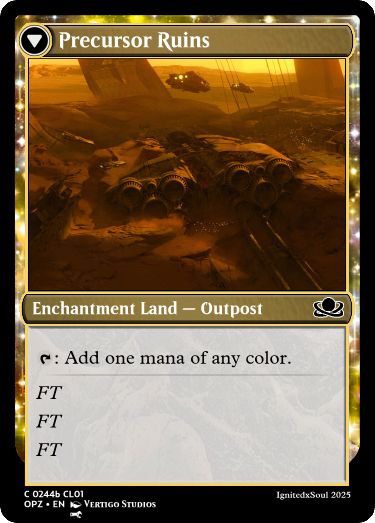 Precursor Ruins
Enchantment Land — Outpost
: Add one mana of any color.
FT
FT
FT
C 0244b CL01
OPZ • EN Vertigo Studios
IgnitedxSoul 2025